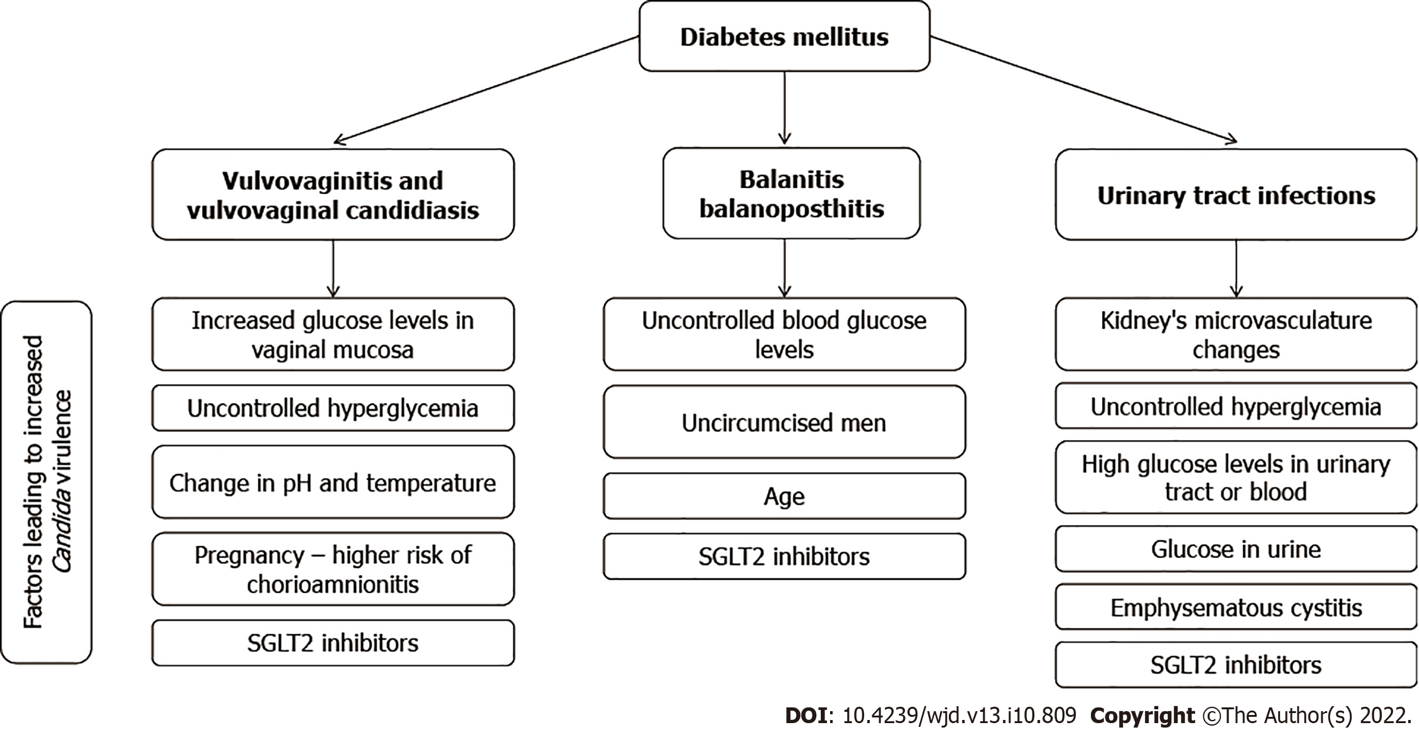 Diabetes mellitus
Vulvovaginitis and
vulvovaginal candidiasis
Balanitis
balanoposthitis
Urinary tract infections
Factors leading to increased
Candida virulence
Increased glucose levels in
vaginal mucosa
Uncontrolled hyperglycemia
Change in pH and temperature
Pregnancy – higher risk of
chorioamnionitis
SGLT2 inhibitors
Uncontrolled blood glucose
levels
Uncircumcised men
Age
SGLT2 inhibitors
Kidney's microvasculature
changes
Uncontrolled hyperglycemia
High glucose levels in urinary
tract or blood
Glucose in urine
Emphysematous cystitis
SGLT2 inhibitors
DOI: 10.4239/wjd.v13.i10.809 Copyright ©The Author(s) 2022.